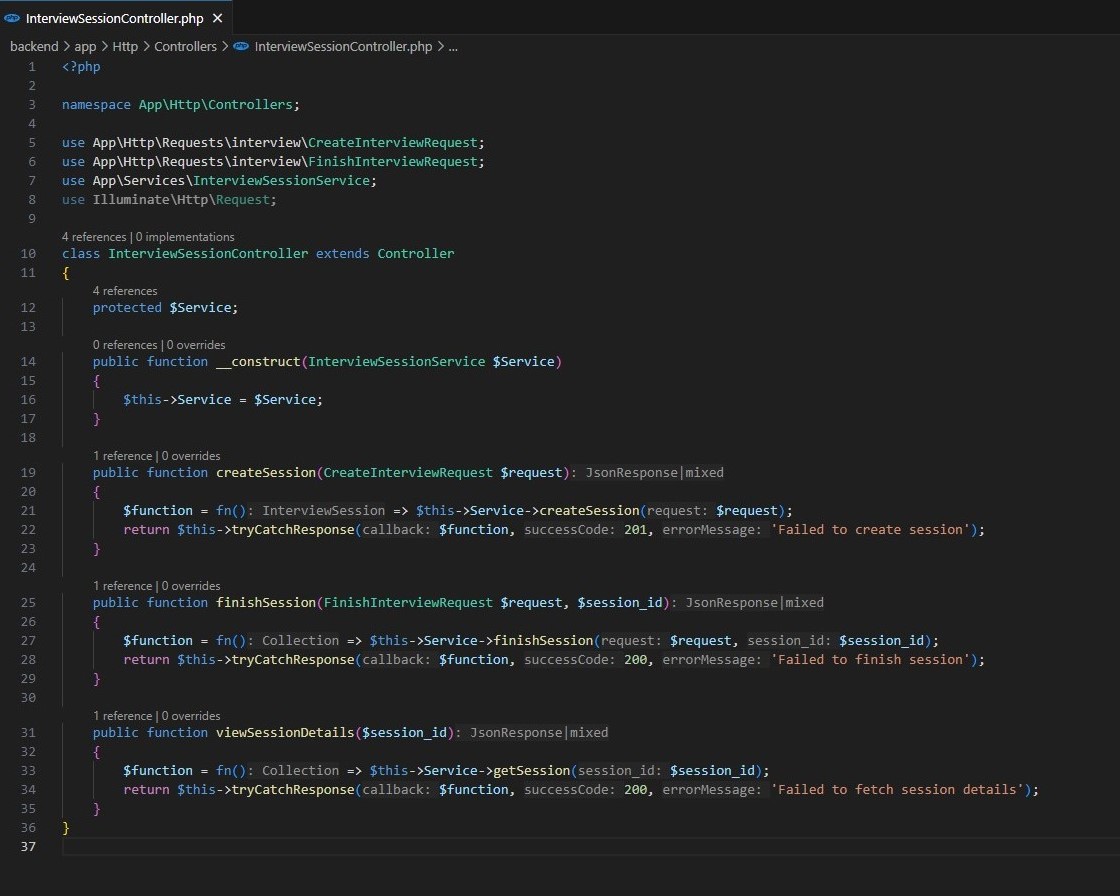 php InterviewSessionController.php ×
backend > app > Http > Controllers > php InterviewSessionController.php > ...
1 <?php
2
3 namespace App\Http\Controllers;
4
5 use App\Http\Requests\interview\CreateInterviewRequest;
6 use App\Http\Requests\interview\FinishInterviewRequest;
7 use App\Services\InterviewSessionService;
8 use Illuminate\Http\Request;
9
4 references | 0 implementations
10 class InterviewSessionController extends Controller
11 {
4 references
12     protected $Service;
13
0 references | 0 overrides
14     public function __construct(InterviewSessionService $Service)
15     {
16         $this->Service = $Service;
17     }
18
1 reference | 0 overrides
19     public function createSession(CreateInterviewRequest $request): JsonResponse|mixed
20     {
21         $function = fn(): InterviewSession => $this->Service->createSession(request: $request);
22         return $this->tryCatchResponse(callback: $function, successCode: 201, errorMessage: 'Failed to create session');
23     }
24
1 reference | 0 overrides
25     public function finishSession(FinishInterviewRequest $request, $session_id): JsonResponse|mixed
26     {
27         $function = fn(): Collection => $this->Service->finishSession(request: $request, session_id: $session_id);
28         return $this->tryCatchResponse(callback: $function, successCode: 200, errorMessage: 'Failed to finish session');
29     }
30
1 reference | 0 overrides
31     public function viewSessionDetails($session_id): JsonResponse|mixed
32     {
33         $function = fn(): Collection => $this->Service->getSession(session_id: $session_id);
34         return $this->tryCatchResponse(callback: $function, successCode: 200, errorMessage: 'Failed to fetch session details');
35     }
36 }
37